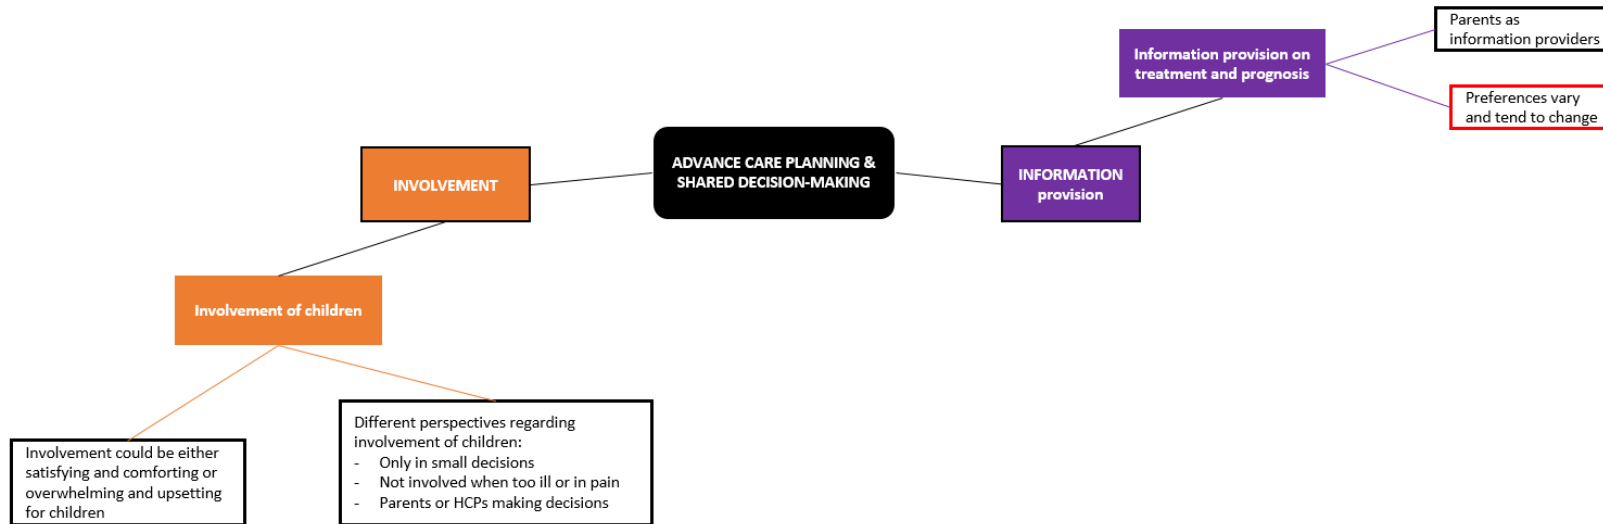 Parents as
information providers
Information provision on
treatment and prognosis
Preferences vary
and tend to change
ADVANCE CARE PLANNING &
SHARED DECISION-MAKING
INVOLVEMENT
INFORMATION
provision
Involvement of children
Different perspectives regarding
involvement of children:
- Only in small decisions
- Not involved when too ill or in pain
- Parents or HCPs making decisions
Involvement could be either
satisfying and comforting or
overwhelming and upsetting
for children